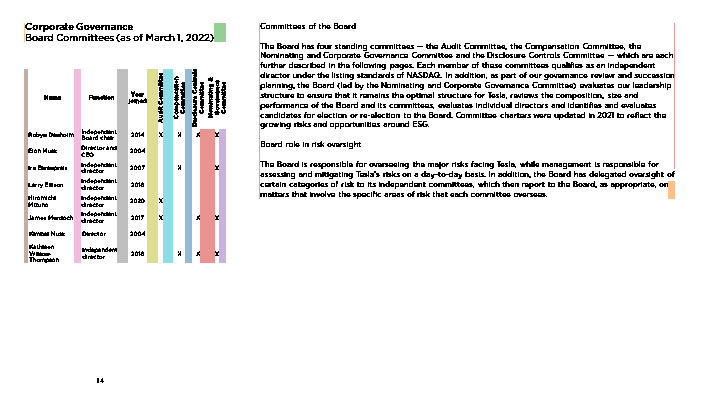 Corporate Governance
Board Committees (as of March 1, 2022)
Name Function Year joined Audit Committee Compensation Committee Disclosure Controls Committee Nominating & Governance Committee
Robyn Denholm Independent Board chair 2014 X X X X
Elon Musk Director and CEO 2004
Ira Ehrenpreis Independent director 2007 X X
Larry Ellison Independent director 2018
Hiromichi Mizuno Independent director 2020 X
James Murdoch Independent director 2017 X X X
Kimbal Musk Director 2004
Kathleen Wilson-Thompson Independent director 2018 X X X
14
Committees of the Board
The Board has four standing committees — the Audit Committee, the Compensation Committee, the
Nominating and Corporate Governance Committee and the Disclosure Controls Committee — which are each
further described in the following pages. Each member of these committees qualifies as an independent
director under the listing standards of NASDAQ. In addition, as part of our governance review and succession
planning, the Board (led by the Nominating and Corporate Governance Committee) evaluates our leadership
structure to ensure that it remains the optimal structure for Tesla, reviews the composition, size and
performance of the Board and its committees, evaluates individual directors and identifies and evaluates
candidates for election or re-election to the Board. Committee charters were updated in 2021 to reflect the
growing risks and opportunities around ESG.
Board role in risk oversight
The Board is responsible for overseeing the major risks facing Tesla, while management is responsible for
assessing and mitigating Tesla's risks on a day-to-day basis. In addition, the Board has delegated oversight of
certain categories of risk to its independent committees, which then report to the Board, as appropriate, on
matters that involve the specific areas of risk that each committee oversees.